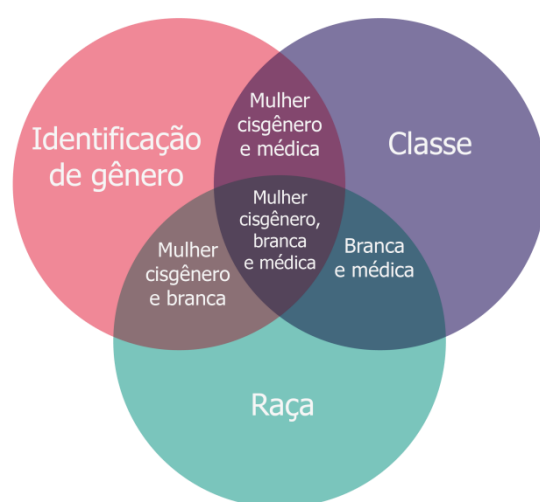 Identificação
de gênero
Mulher
cisgênero
e médica
Classe
Mulher
cisgênero,
branca
e médica
Mulher
cisgênero
e branca
Branca
e médica
Raça